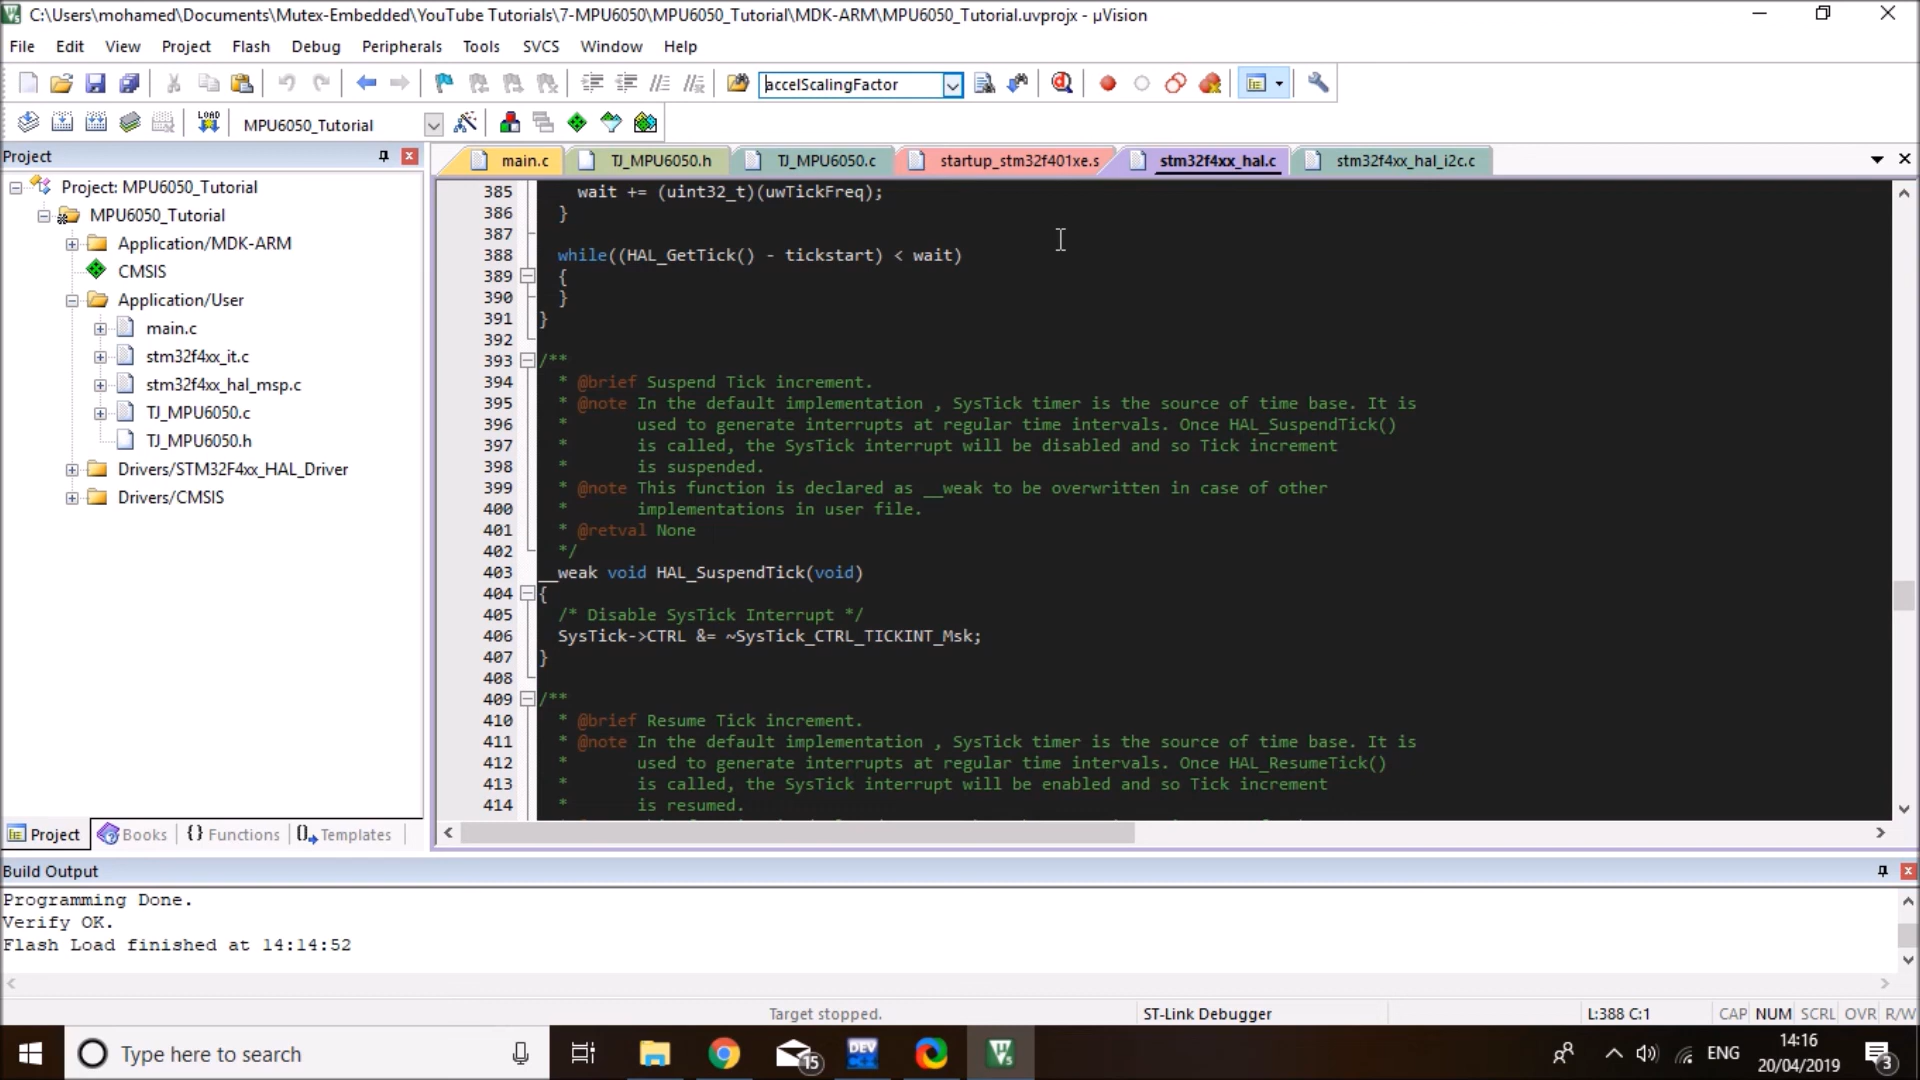 C:\Users\mohamed\Documents\Mutex-Embedded\YouTube Tutorials\7-MPU6050\MPU6050_Tutorial\MDK-ARM\MPU6050_Tutorial.uvprojx - µVision
File Edit View Project Flash Debug Peripherals Tools SVCS Window Help
accelScalingFactor
LOAD MPU6050_Tutorial
Project
main.c TJ_MPU6050.h TJ_MPU6050.c startup_stm32f401xe.s stm32f4xx_hal.c stm32f4xx_hal_i2c.c
Project: MPU6050_Tutorial
MPU6050_Tutorial
Application/MDK-ARM
CMSIS
Application/User
main.c
stm32f4xx_it.c
stm32f4xx_hal_msp.c
TJ_MPU6050.c
TJ_MPU6050.h
Drivers/STM32F4xx_HAL_Driver
Drivers/CMSIS
Project Books {} Functions Templates
385 wait += (uint32_t)(uwTickFreq);
386 }
387
388 while((HAL_GetTick() - tickstart) < wait)
389 {
390 }
391 }
392
393 /**
394 * @brief Suspend Tick increment.
395 * @note In the default implementation , SysTick timer is the source of time base. It is
396 * used to generate interrupts at regular time intervals. Once HAL_SuspendTick()
397 * is called, the SysTick interrupt will be disabled and so Tick increment
398 * is suspended.
399 * @note This function is declared as __weak to be overwritten in case of other
400 * implementations in user file.
401 * @retval None
402 */
403 __weak void HAL_SuspendTick(void)
404 {
405 /* Disable SysTick Interrupt */
406 SysTick->CTRL &= ~SysTick_CTRL_TICKINT_Msk;
407 }
408
409 /**
410 * @brief Resume Tick increment.
411 * @note In the default implementation , SysTick timer is the source of time base. It is
412 * used to generate interrupts at regular time intervals. Once HAL_ResumeTick()
413 * is called, the SysTick interrupt will be enabled and so Tick increment
414 * is resumed.
Build Output
Programming Done.
Verify OK.
Flash Load finished at 14:14:52
Target stopped. ST-Link Debugger L:388 C:1 CAP NUM SCRL OVR R/W
Type here to search
15
DEV
ENG
14:16
20/04/2019
3